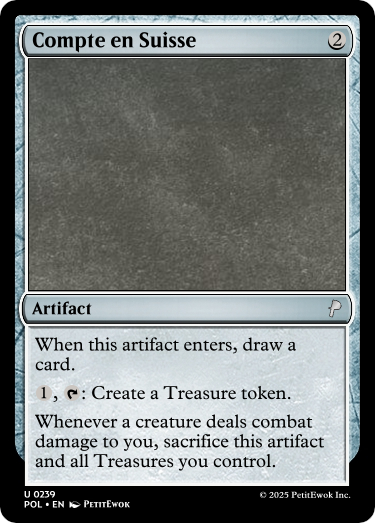 Compte en Suisse 2
Artifact
When this artifact enters, draw a
card.
1, : Create a Treasure token.
Whenever a creature deals combat
damage to you, sacrifice this artifact
and all Treasures you control.
U 0239
POL • EN PetitEwok
© 2025 PetitEwok Inc.